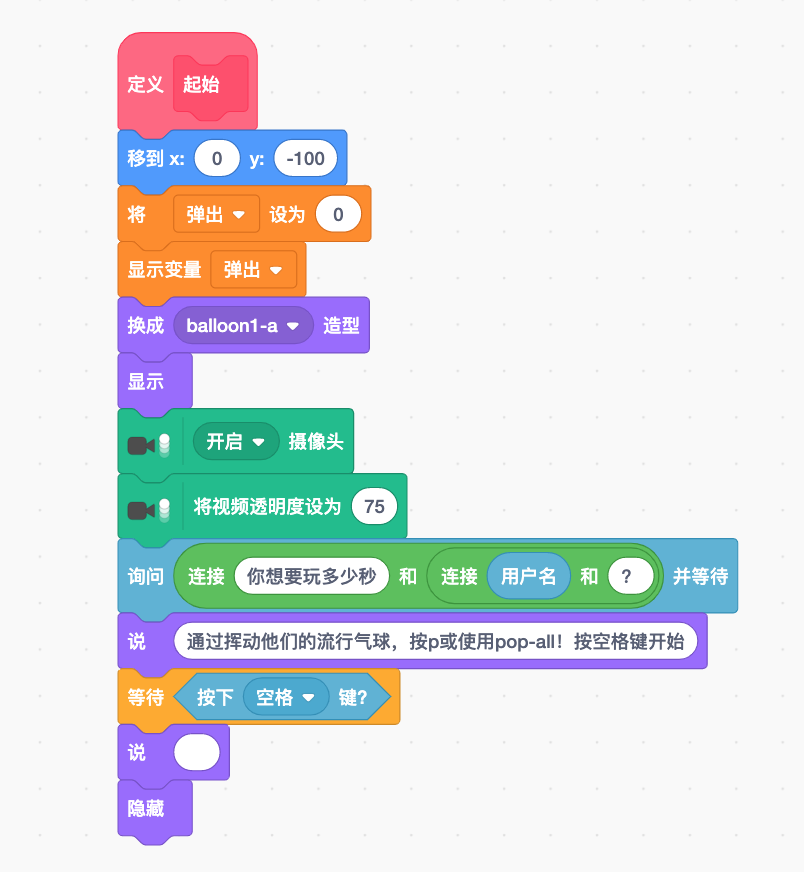 定义 起始
移到 x: 0 y: -100
将 弹出 设为 0
显示变量 弹出
换成 balloon1-a 造型
显示
开启 摄像头
将视频透明度设为 75
询问 连接 你想要玩多少秒 和 连接 用户名 和 ? 并等待
说 通过挥动他们的流行气球，按p或使用pop-all！按空格键开始
等待 按下 空格 键?
说
隐藏